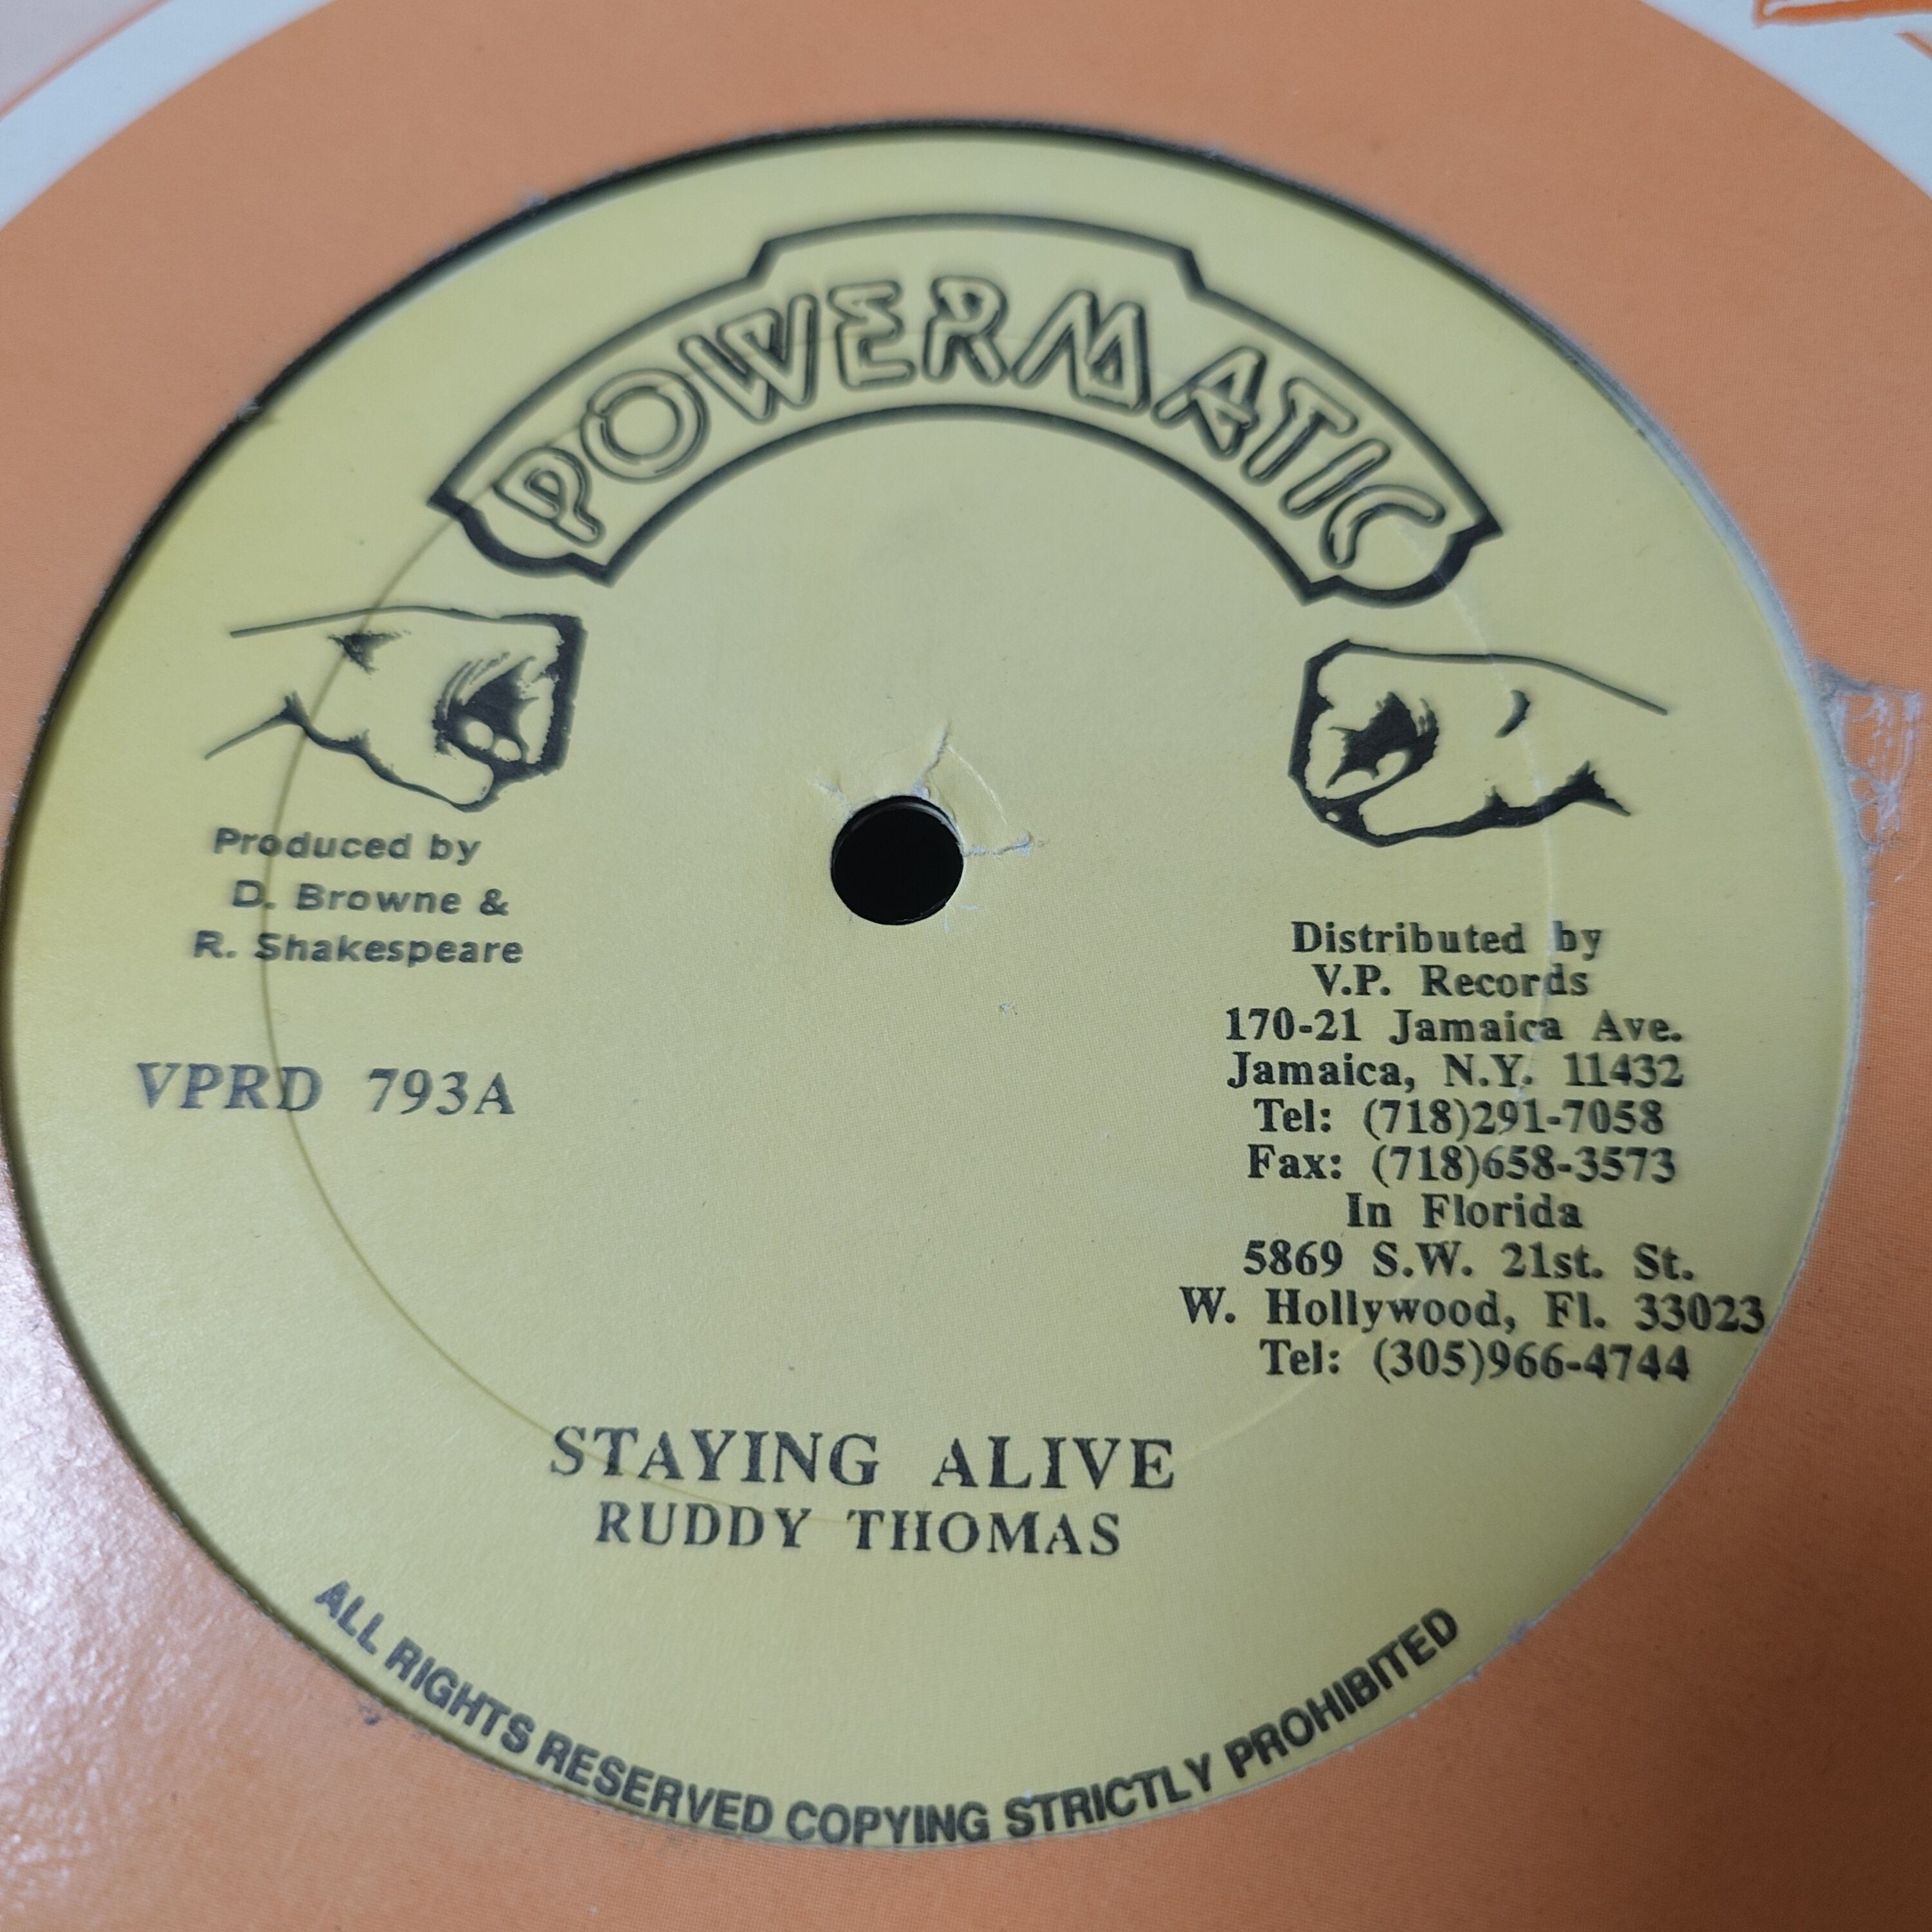 POWERMATIC
Produced by
D. Browne &
R. Shakespeare
VPRD 793A
Distributed by
V.P. Records
170-21 Jamaica Ave.
Jamaica, N.Y. 11432
Tel: (718)291-7058
Fax: (718)658-3573
In Florida
5869 S.W. 21st. St.
W. Hollywood, Fl. 33023
Tel: (305)966-4744
STAYING ALIVE
RUDDY THOMAS
ALL RIGHTS RESERVED COPYING STRICTLY PROHIBITED